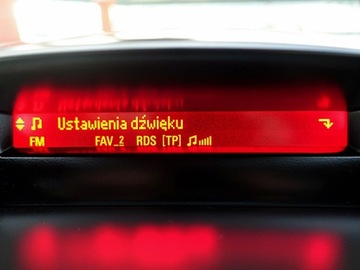 Ustawienia dźwięku
FM FAV_2 RDS [TP]